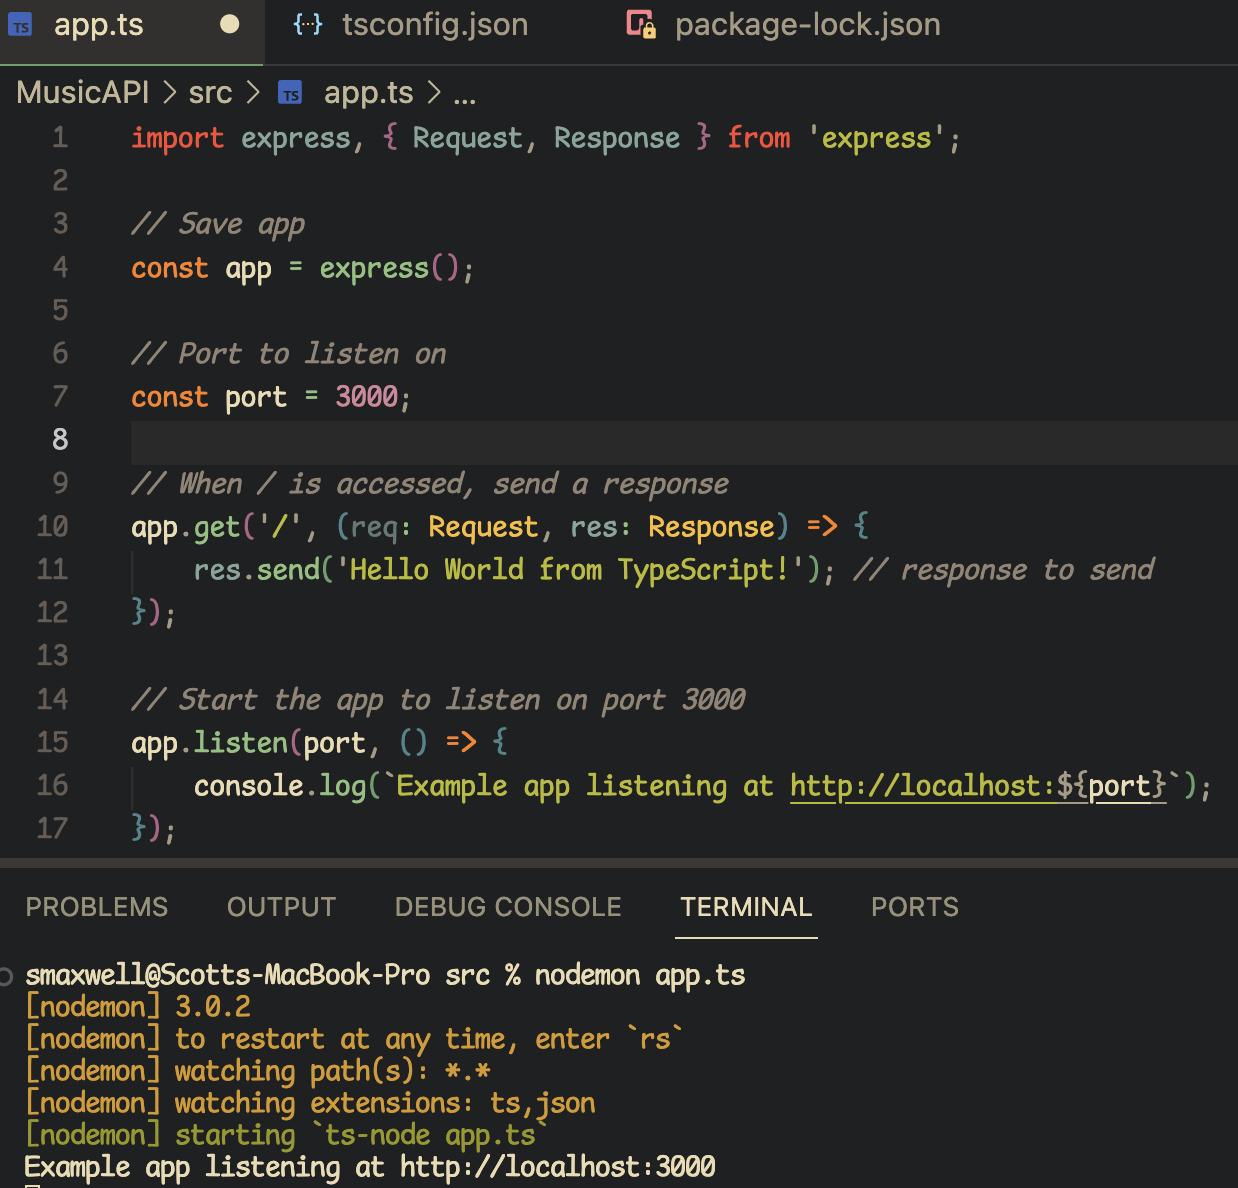 TS app.ts {··} tsconfig.json package-lock.json
MusicAPI > src > TS app.ts > ...
1 import express, { Request, Response } from 'express';
2
3 // Save app
4 const app = express();
5
6 // Port to listen on
7 const port = 3000;
8
9 // When / is accessed, send a response
10 app.get('/', (req: Request, res: Response) => {
11 res.send('Hello World from TypeScript!'); // response to send
12 });
13
14 // Start the app to listen on port 3000
15 app.listen(port, () => {
16 console.log(`Example app listening at http://localhost:${port}`);
17 });
PROBLEMS OUTPUT DEBUG CONSOLE TERMINAL PORTS
smaxwell@Scotts-MacBook-Pro src % nodemon app.ts
[nodemon] 3.0.2
[nodemon] to restart at any time, enter `rs`
[nodemon] watching path(s): *.*
[nodemon] watching extensions: ts,json
[nodemon] starting `ts-node app.ts`
Example app listening at http://localhost:3000